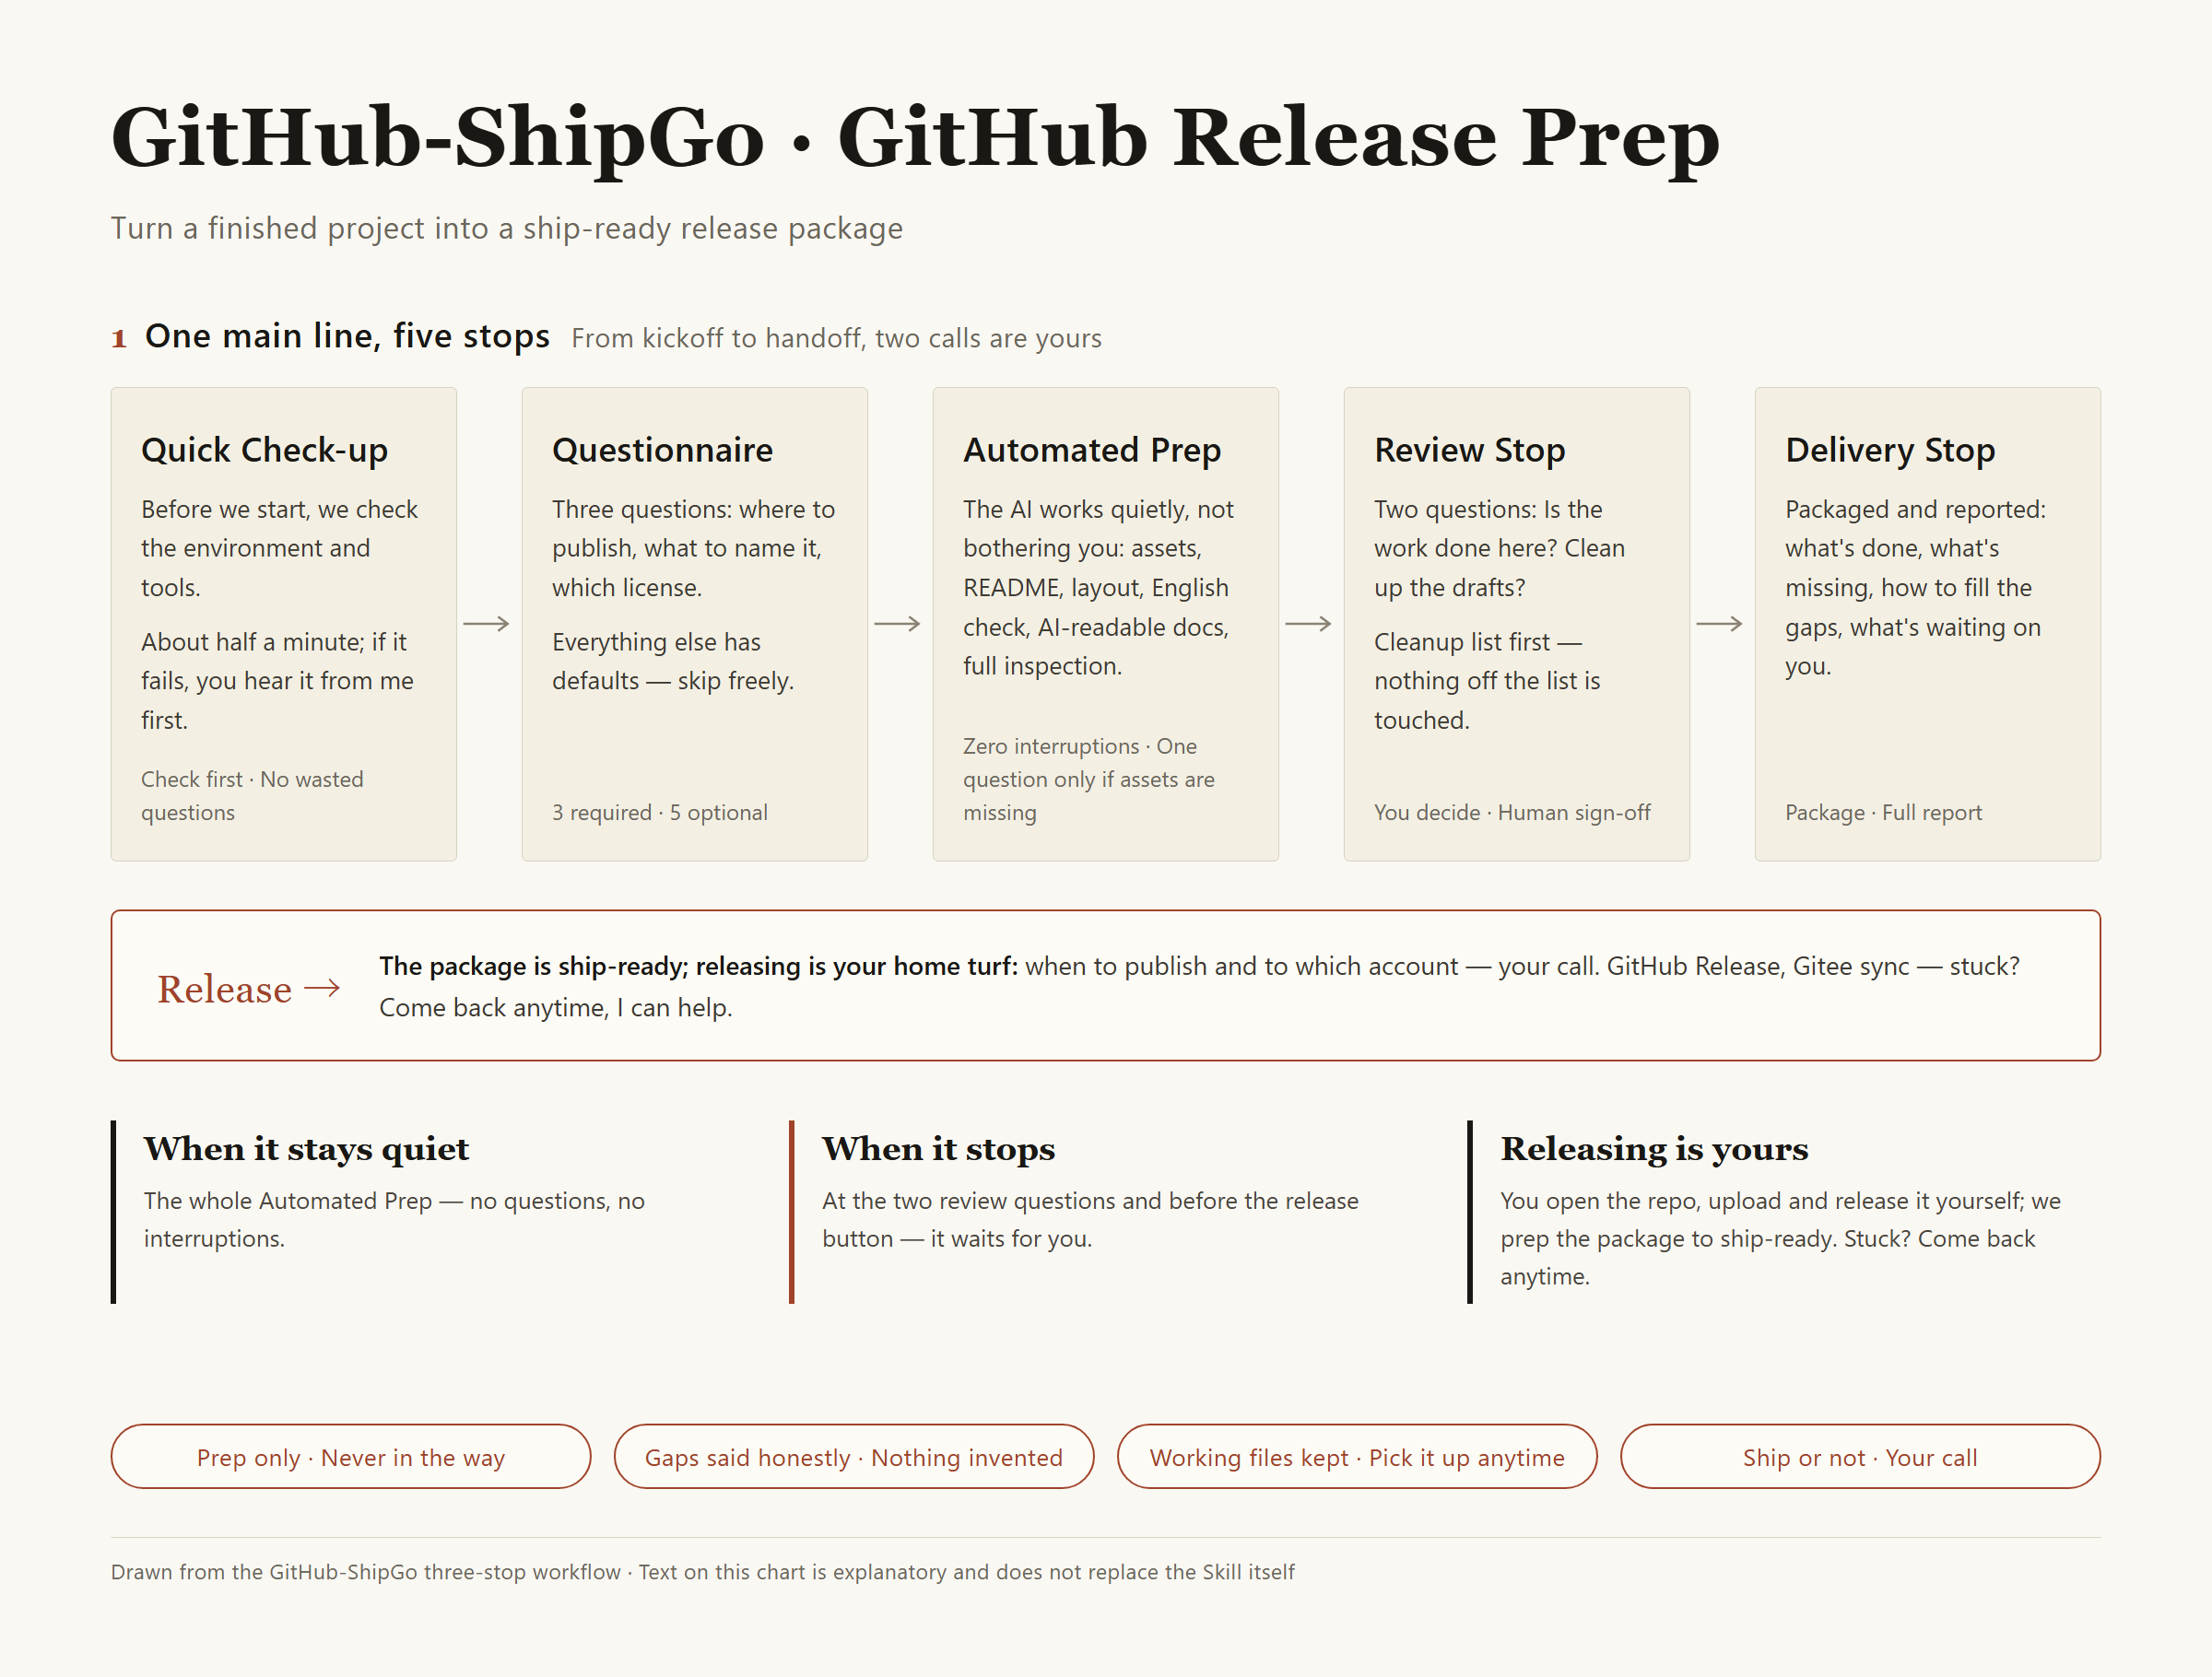 GitHub-ShipGo · GitHub Release Prep
Turn a finished project into a ship-ready release package
1 One main line, five stops From kickoff to handoff, two calls are yours
Quick Check-up
Before we start, we check
the environment and
tools.
About half a minute; if it
fails, you hear it from me
first.
Check first · No wasted
questions
Questionnaire
Three questions: where to
publish, what to name it,
which license.
Everything else has
defaults — skip freely.
3 required · 5 optional
Automated Prep
The AI works quietly, not
bothering you: assets,
README, layout, English
check, AI-readable docs,
full inspection.
Zero interruptions · One
question only if assets are
missing
Review Stop
Two questions: Is the
work done here? Clean
up the drafts?
Cleanup list first —
nothing off the list is
touched.
You decide · Human sign-off
Delivery Stop
Packaged and reported:
what's done, what's
missing, how to fill the
gaps, what's waiting on
you.
Package · Full report
Release →
The package is ship-ready; releasing is your home turf: when to publish and to which account — your call. GitHub Release, Gitee sync — stuck?
Come back anytime, I can help.
When it stays quiet
The whole Automated Prep — no questions, no
interruptions.
When it stops
At the two review questions and before the release
button — it waits for you.
Releasing is yours
You open the repo, upload and release it yourself; we
prep the package to ship-ready. Stuck? Come back
anytime.
Prep only · Never in the way
Gaps said honestly · Nothing invented
Working files kept · Pick it up anytime
Ship or not · Your call
Drawn from the GitHub-ShipGo three-stop workflow · Text on this chart is explanatory and does not replace the Skill itself